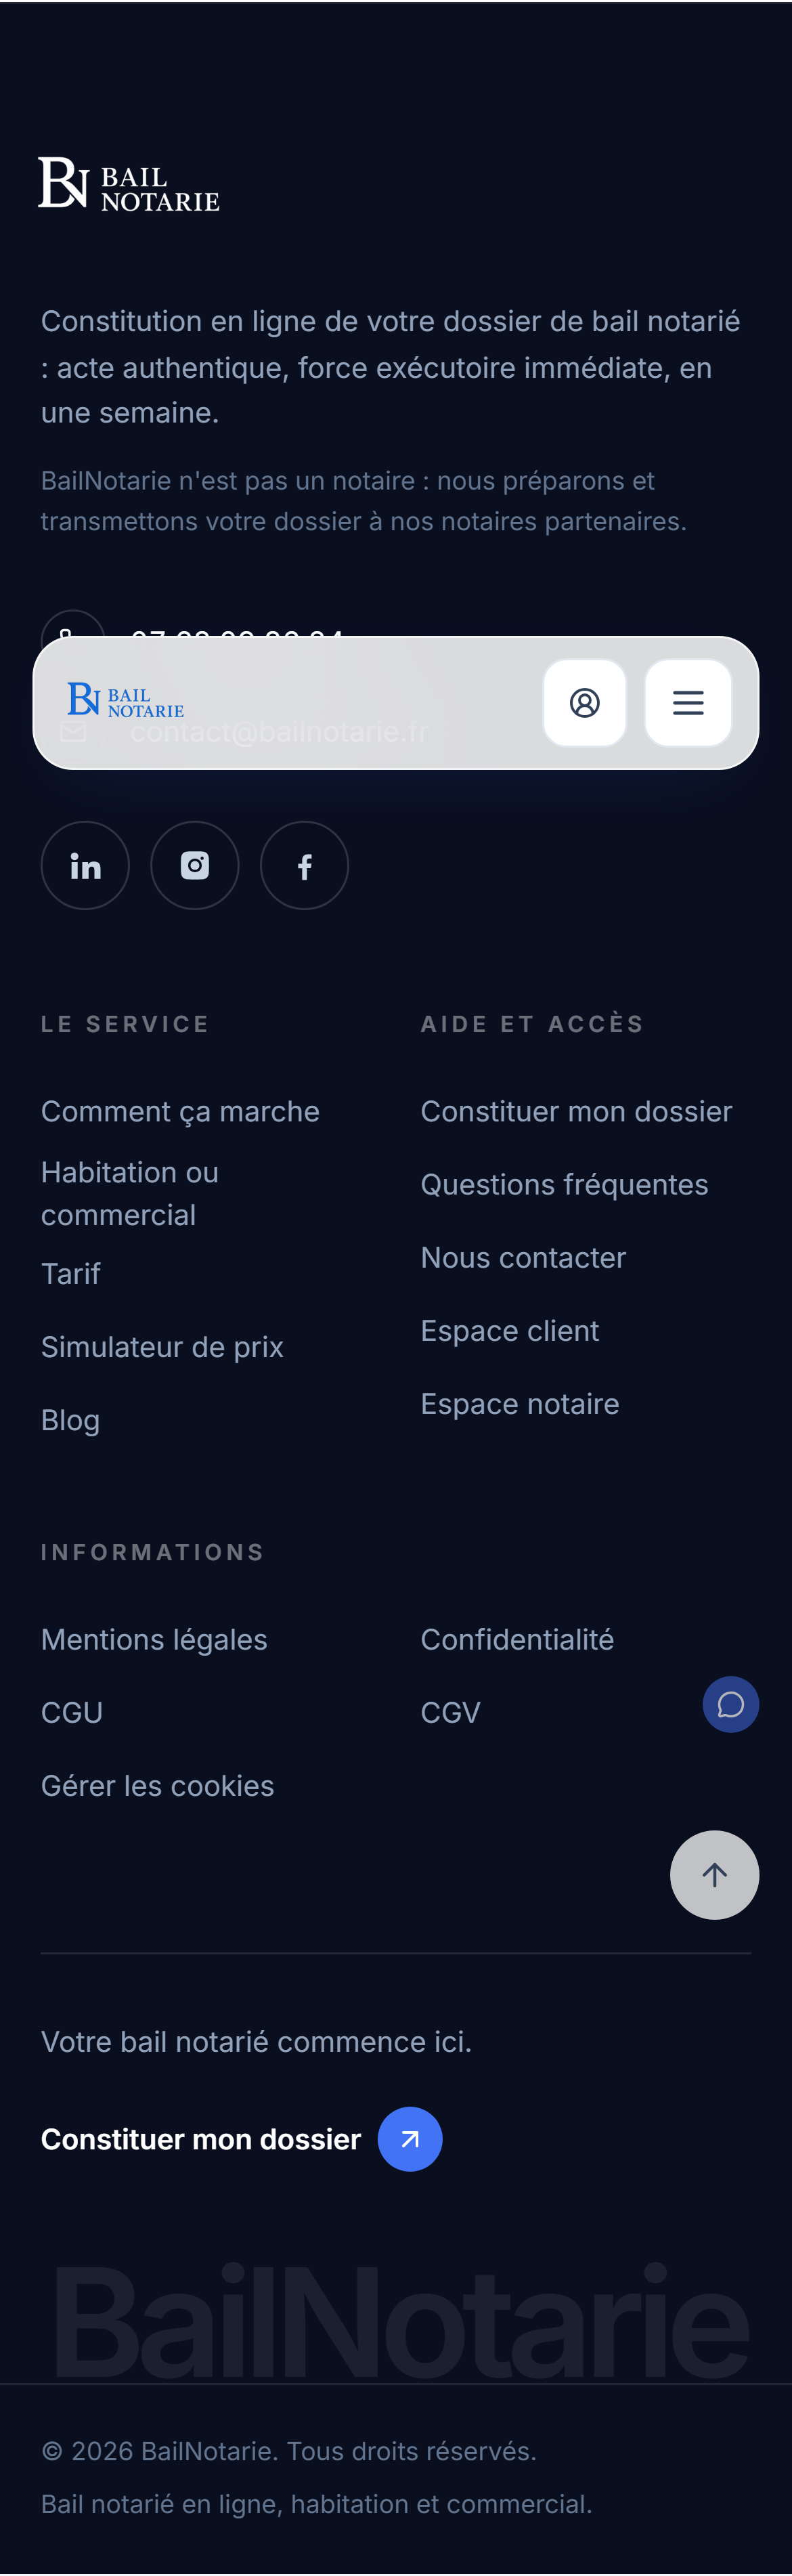 BAIL
NOTARIE
Constitution en ligne de votre dossier de bail notarié
: acte authentique, force exécutoire immédiate, en
une semaine.
BailNotarie n'est pas un notaire : nous préparons et
transmettons votre dossier à nos notaires partenaires.
BAIL
NOTARIE
contact@bailnotarie.fr
LE SERVICE
Comment ça marche
Habitation ou
commercial
Tarif
Simulateur de prix
Blog
AIDE ET ACCÈS
Constituer mon dossier
Questions fréquentes
Nous contacter
Espace client
Espace notaire
INFORMATIONS
Mentions légales
Confidentialité
CGU
CGV
Gérer les cookies
Votre bail notarié commence ici.
Constituer mon dossier
BailNotarie
© 2026 BailNotarie. Tous droits réservés.
Bail notarié en ligne, habitation et commercial.